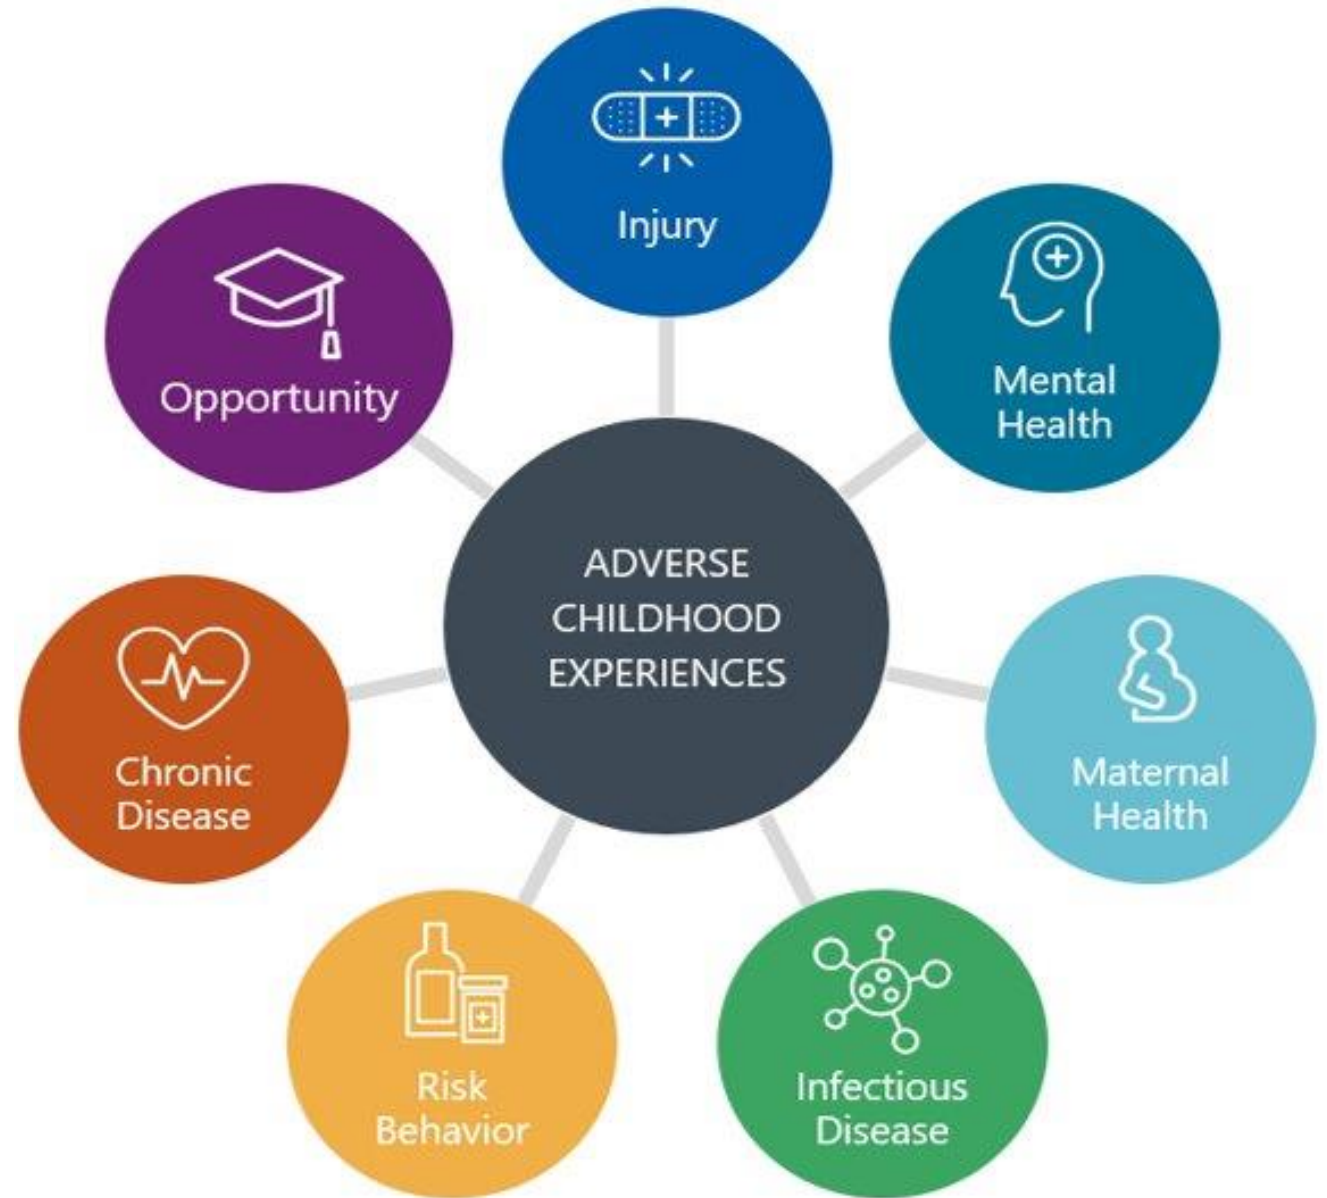 Injury
Mental
Health
Maternal
Health
Infectious
Disease
Risk
Behavior
Chronic
Disease
Opportunity
ADVERSE
CHILDHOOD
EXPERIENCES